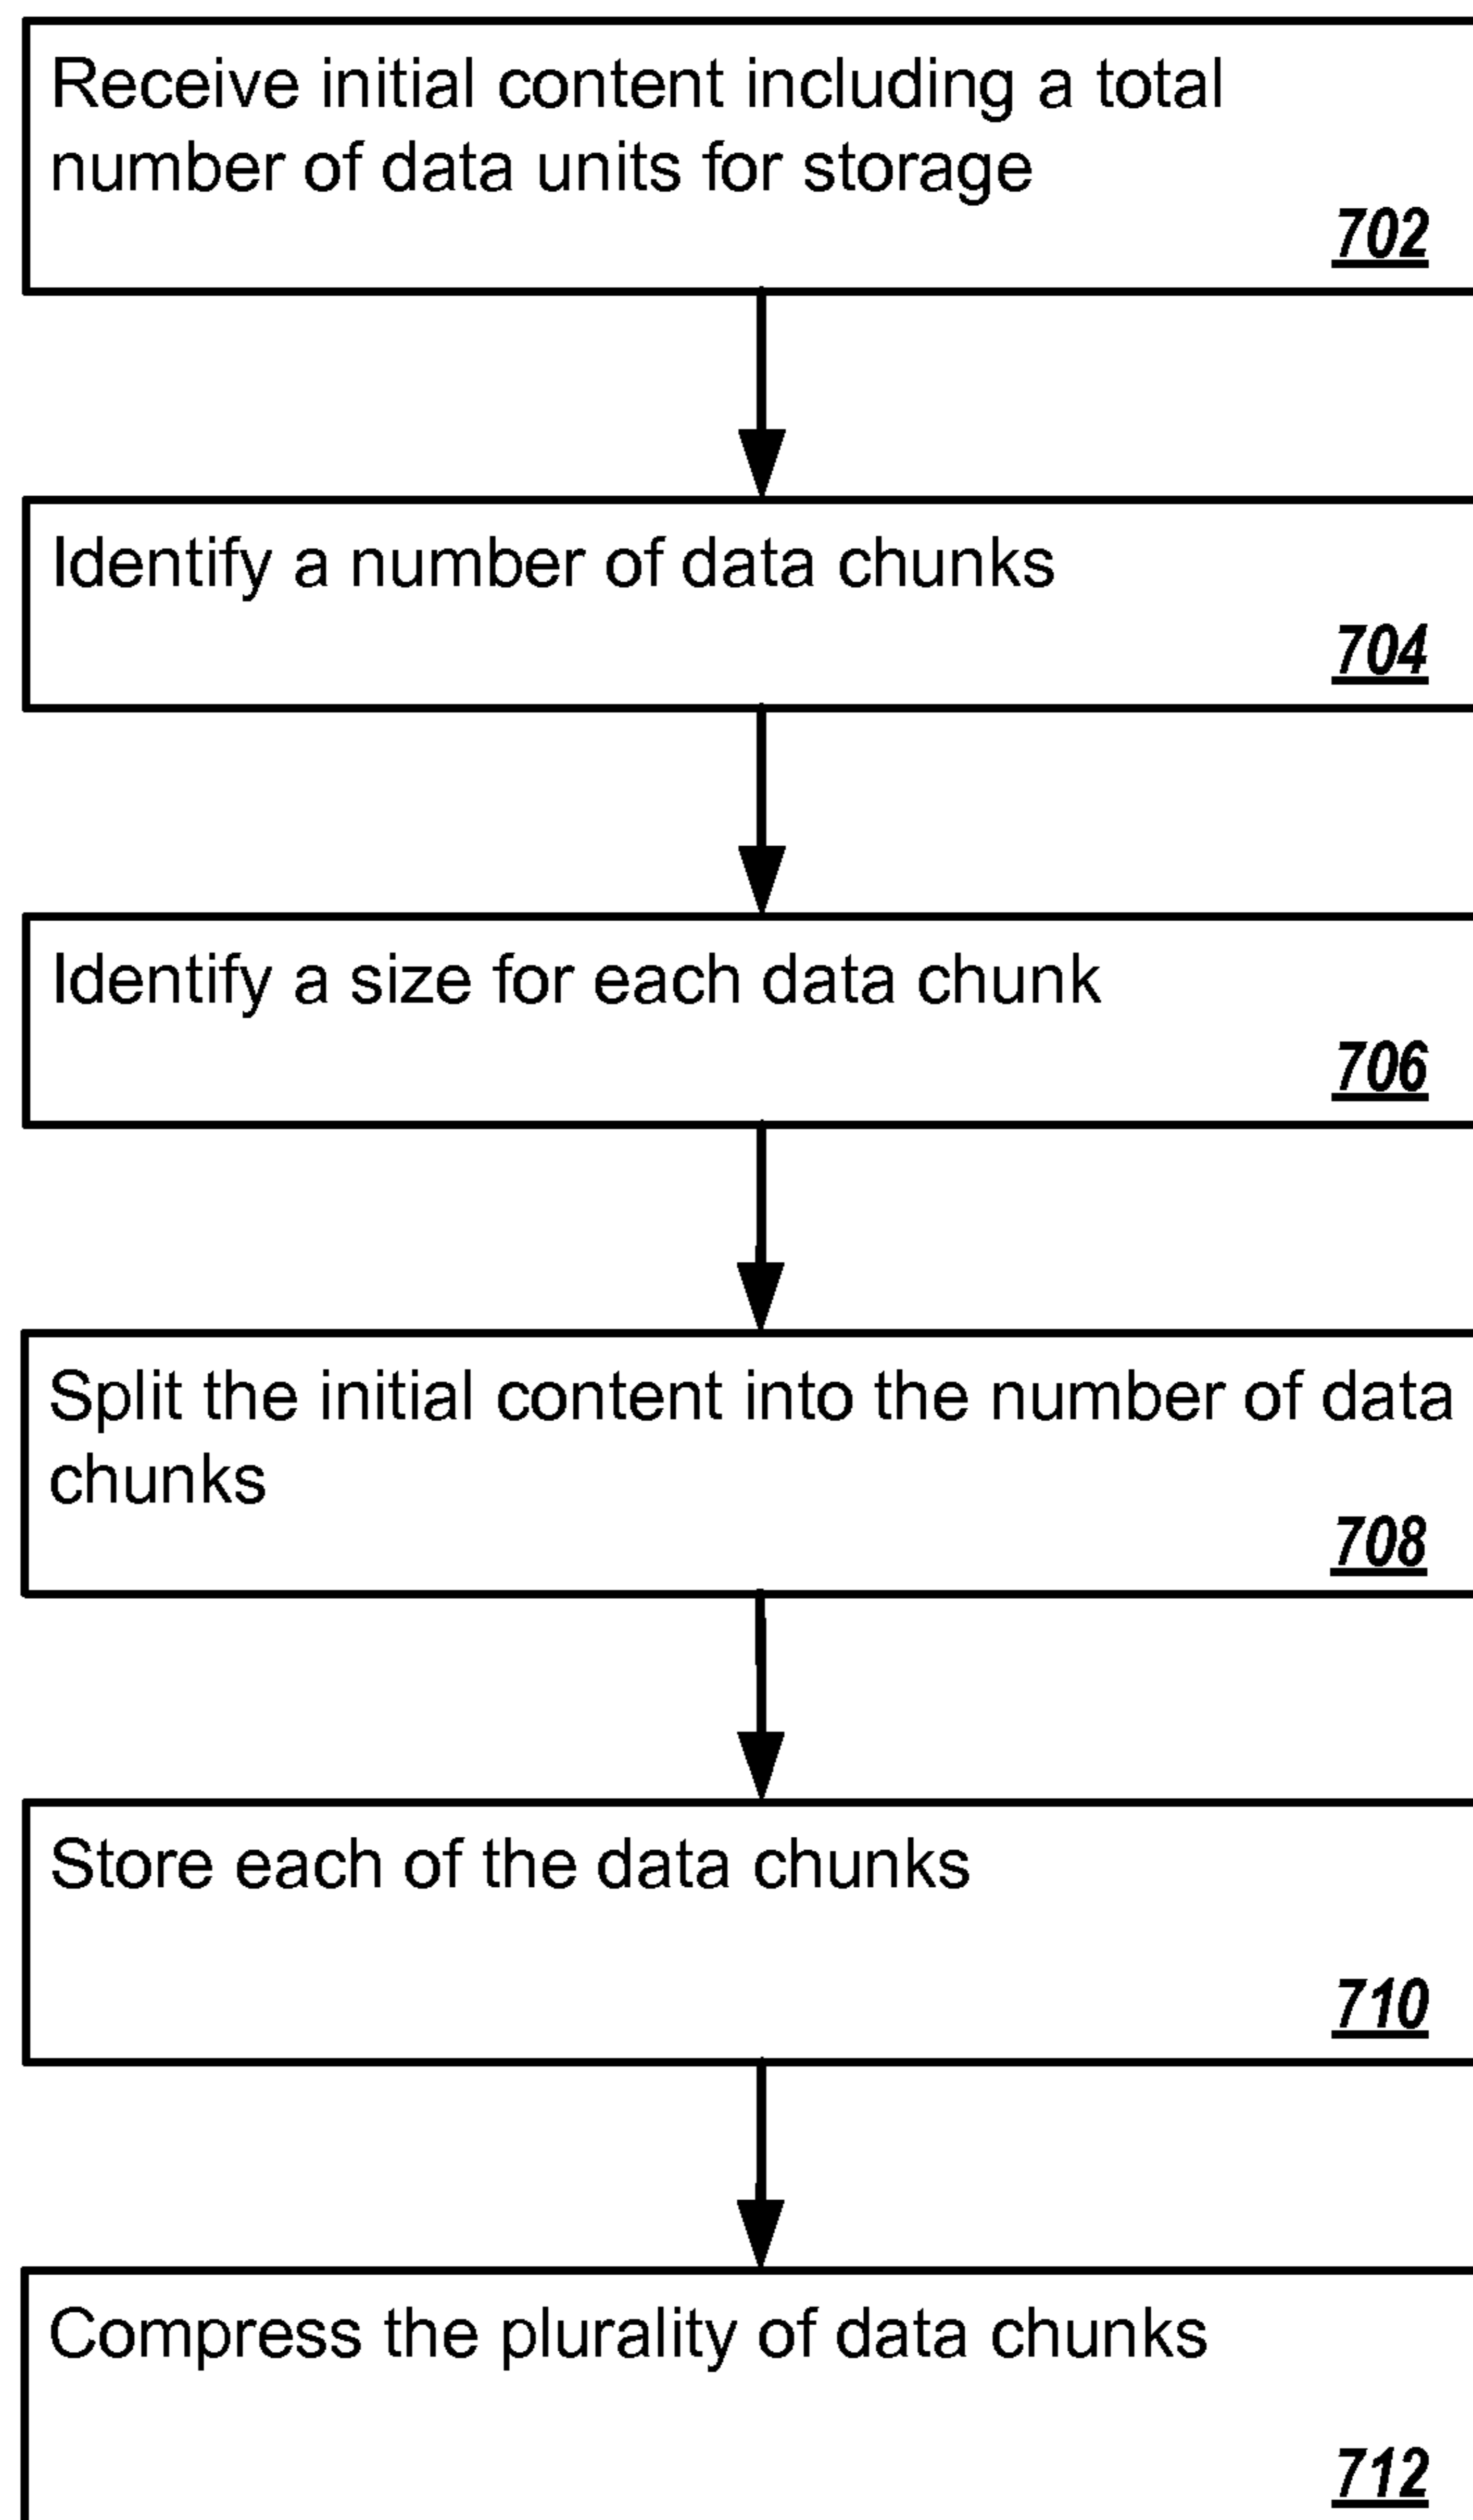 Receive initial content including a total
number of data units for storage
702
Identify a number of data chunks
704
Identify a size for each data chunk
706
Split the initial content into the number of data
chunks
708
Store each of the data chunks
710
Compress the plurality of data chunks
712